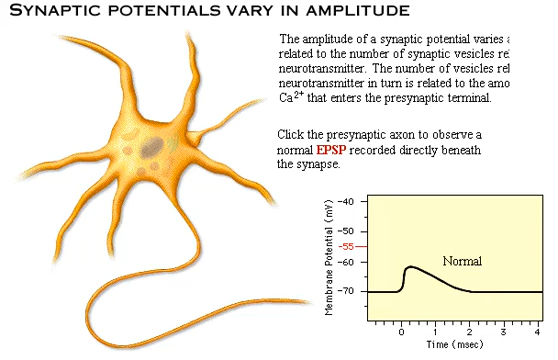 SYNAPTIC POTENTIALS VARY IN AMPLITUDE
The amplitude of a synaptic potential varies
related to the number of synaptic vesicles
neurotransmitter. The number of vesicles
neurotransmitter in turn is related to the
Ca2+ that enters the presynaptic terminal.
Click the presynaptic axon to observe a
normal EPSP recorded directly beneath
the synapse.
Membrane Potential (mV)
-40
-50
-55
-60
-70
Normal
0 1 2 3 4
Time (msec)